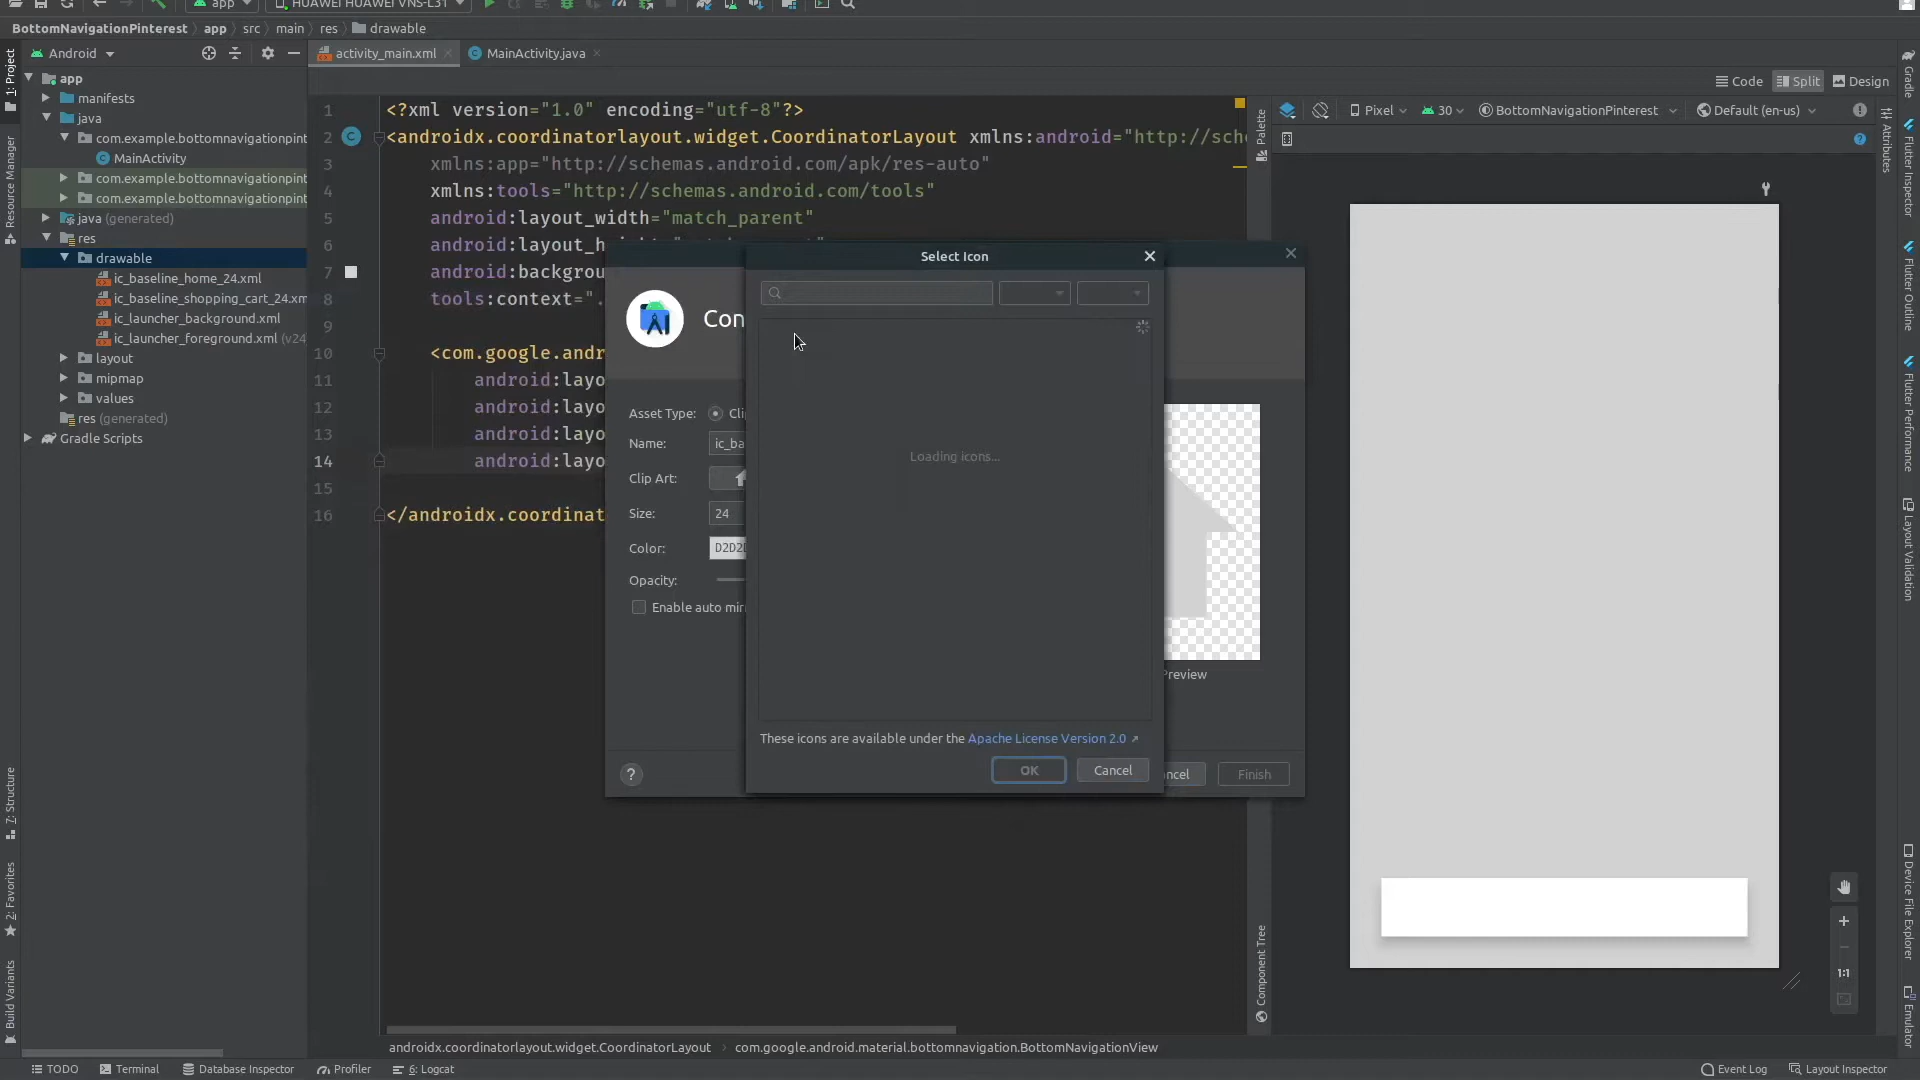 app
HUAWEI HUAWEI VNS-L31
BottomNavigationPinterest
app
src
main
res
drawable
1: Project
Resource Manager
7: Structure
2: Favorites
Build Variants
Android
activity_main.xml
MainActivity.java
Code
Split
Design
app
manifests
java
com.example.bottomnavigationpint
MainActivity
com.example.bottomnavigationpint
com.example.bottomnavigationpint
java (generated)
res
drawable
ic_baseline_home_24.xml
ic_baseline_shopping_cart_24.xm
ic_launcher_background.xml
ic_launcher_foreground.xml (v24
layout
mipmap
values
res (generated)
Gradle Scripts
1 <?xml version="1.0" encoding="utf-8"?>
2 <androidx.coordinatorlayout.widget.CoordinatorLayout xmlns:android="http://sch
3 xmlns:app="http://schemas.android.com/apk/res-auto"
4 xmlns:tools="http://schemas.android.com/tools"
5 android:layout_width="match_parent"
6 android:layout_h
7 android:backgrou
8 tools:context=".
9
10 <com.google.andr
11 android:layo
12 android:layo
13 android:layo
14 android:layo
15
16 </androidx.coordinat
Con
Asset Type:
Cli
Name:
ic_ba
Clip Art:
Size:
24
Color:
D2D2D
Opacity:
Enable auto mirr
?
Select Icon
Loading icons...
These icons are available under the Apache License Version 2.0
OK
Cancel
Preview
ncel
Finish
Palette
Component Tree
Pixel
30
BottomNavigationPinterest
Default (en-us)
1:1
Attributes
Gradle
Flutter Inspector
Flutter Outline
Flutter Performance
Layout Validation
Device File Explorer
Emulator
androidx.coordinatorlayout.widget.CoordinatorLayout
com.google.android.material.bottomnavigation.BottomNavigationView
TODO
Terminal
Database Inspector
Profiler
6: Logcat
Event Log
Layout Inspector